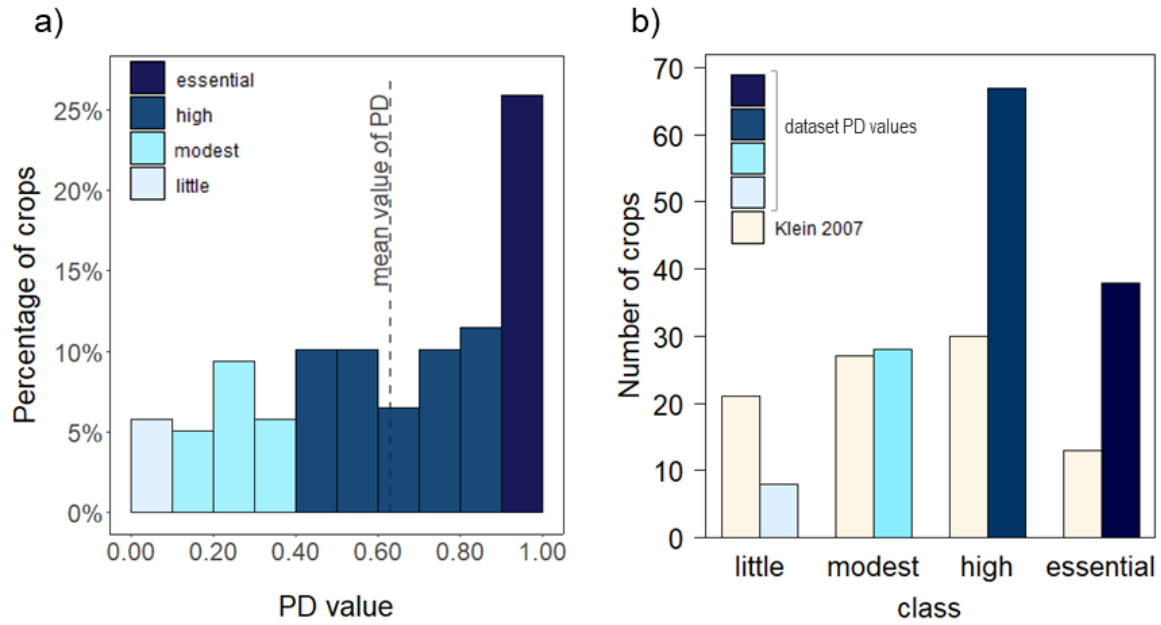 a)
essential
high
modest
little
mean value of PD
25%
20%
15%
10%
5%
0%
Percentage of crops
0.00 0.20 0.40 0.60 0.80 1.00
PD value
b)
70
60
50
40
30
20
10
0
Number of crops
dataset PD values
Klein 2007
little modest high essential
class